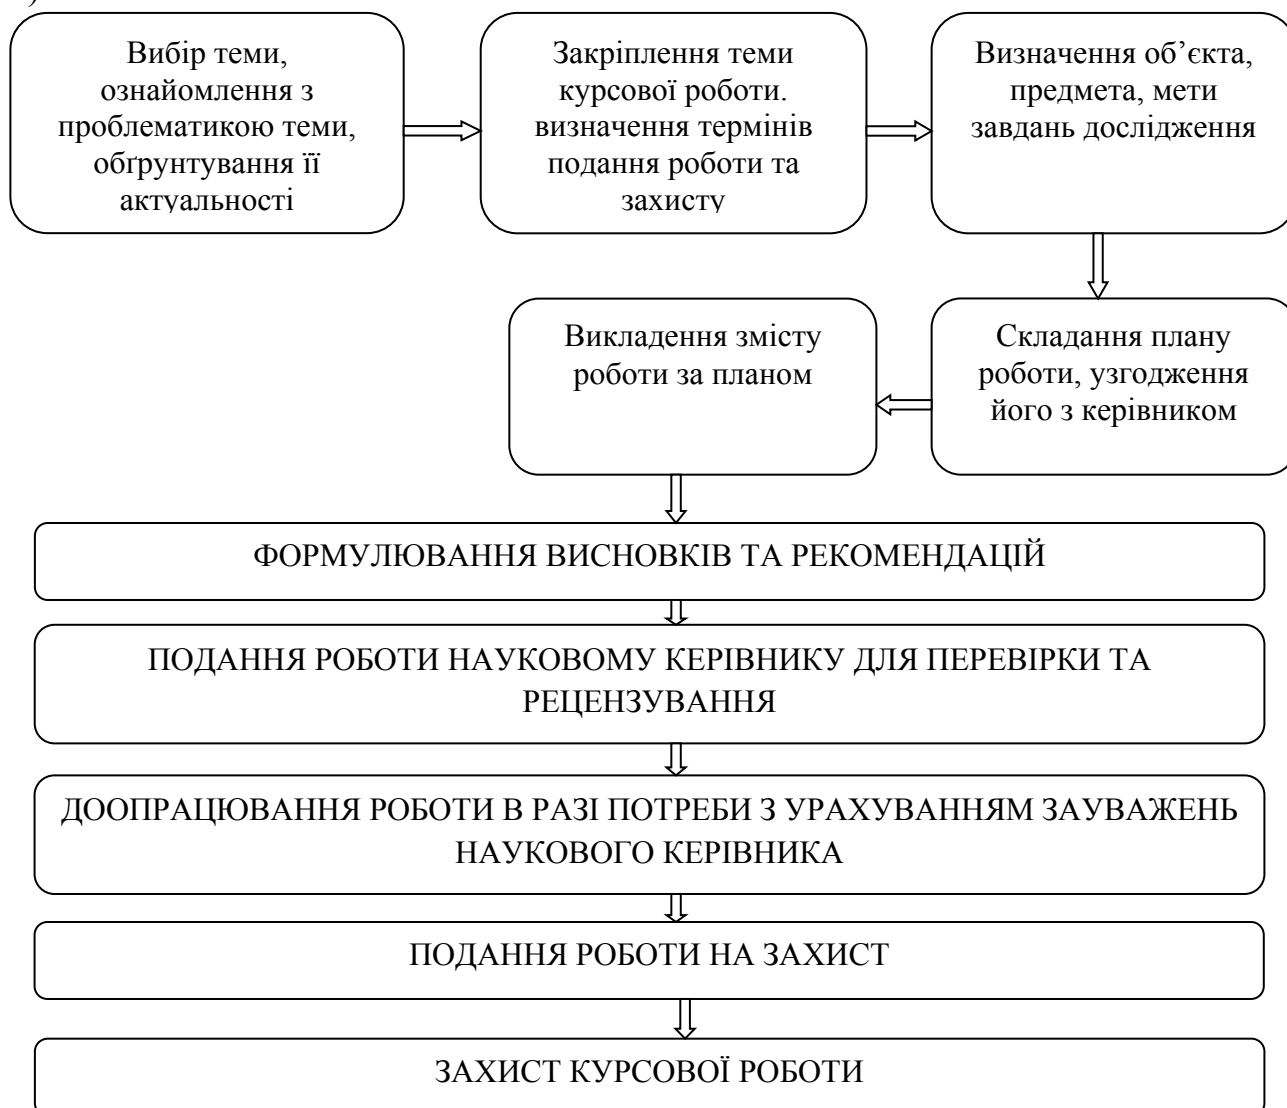 )
Вибір теми,
ознайомлення з
проблематикою теми,
обґрунтування її
актуальності
Закріплення теми
курсової роботи.
визначення термінів
подання роботи та
захисту
Визначення об’єкта,
предмета, мети
завдань дослідження
Складання плану
роботи, узгодження
його з керівником
Викладення змісту
роботи за планом
ФОРМУЛЮВАННЯ ВИСНОВКІВ ТА РЕКОМЕНДАЦІЙ
ПОДАННЯ РОБОТИ НАУКОВОМУ КЕРІВНИКУ ДЛЯ ПЕРЕВІРКИ ТА
РЕЦЕНЗУВАННЯ
ДООПРАЦЮВАННЯ РОБОТИ В РАЗІ ПОТРЕБИ З УРАХУВАННЯМ ЗАУВАЖЕНЬ
НАУКОВОГО КЕРІВНИКА
ПОДАННЯ РОБОТИ НА ЗАХИСТ
ЗАХИСТ КУРСОВОЇ РОБОТИ